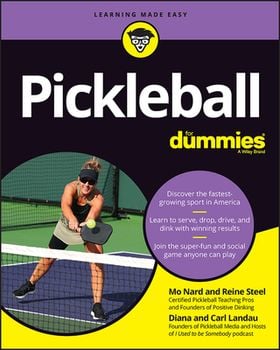 LEARNING MADE EASY
Pickleball
for
dummies
A Wiley Brand
Discover the fastest-
growing sport in America
Learn to serve, drop, drive, and
dink with winning results
Join the super-fun and social
game anyone can play
Mo Nard and Reine Steel
Certified Pickleball Teaching Pros
and Founders of Positive Dinking
Diana and Carl Landau
Founders of Pickleball Media and Hosts
of I Used to be Somebody podcast